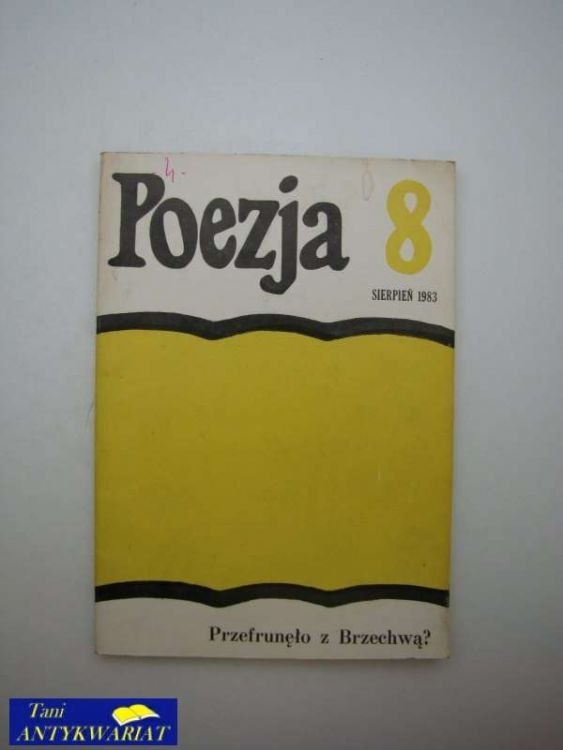 Poezja 8
SIERPIEŃ 1983
Przefrunęło z Brzechwą?
Tani
ANTYKWARIAT